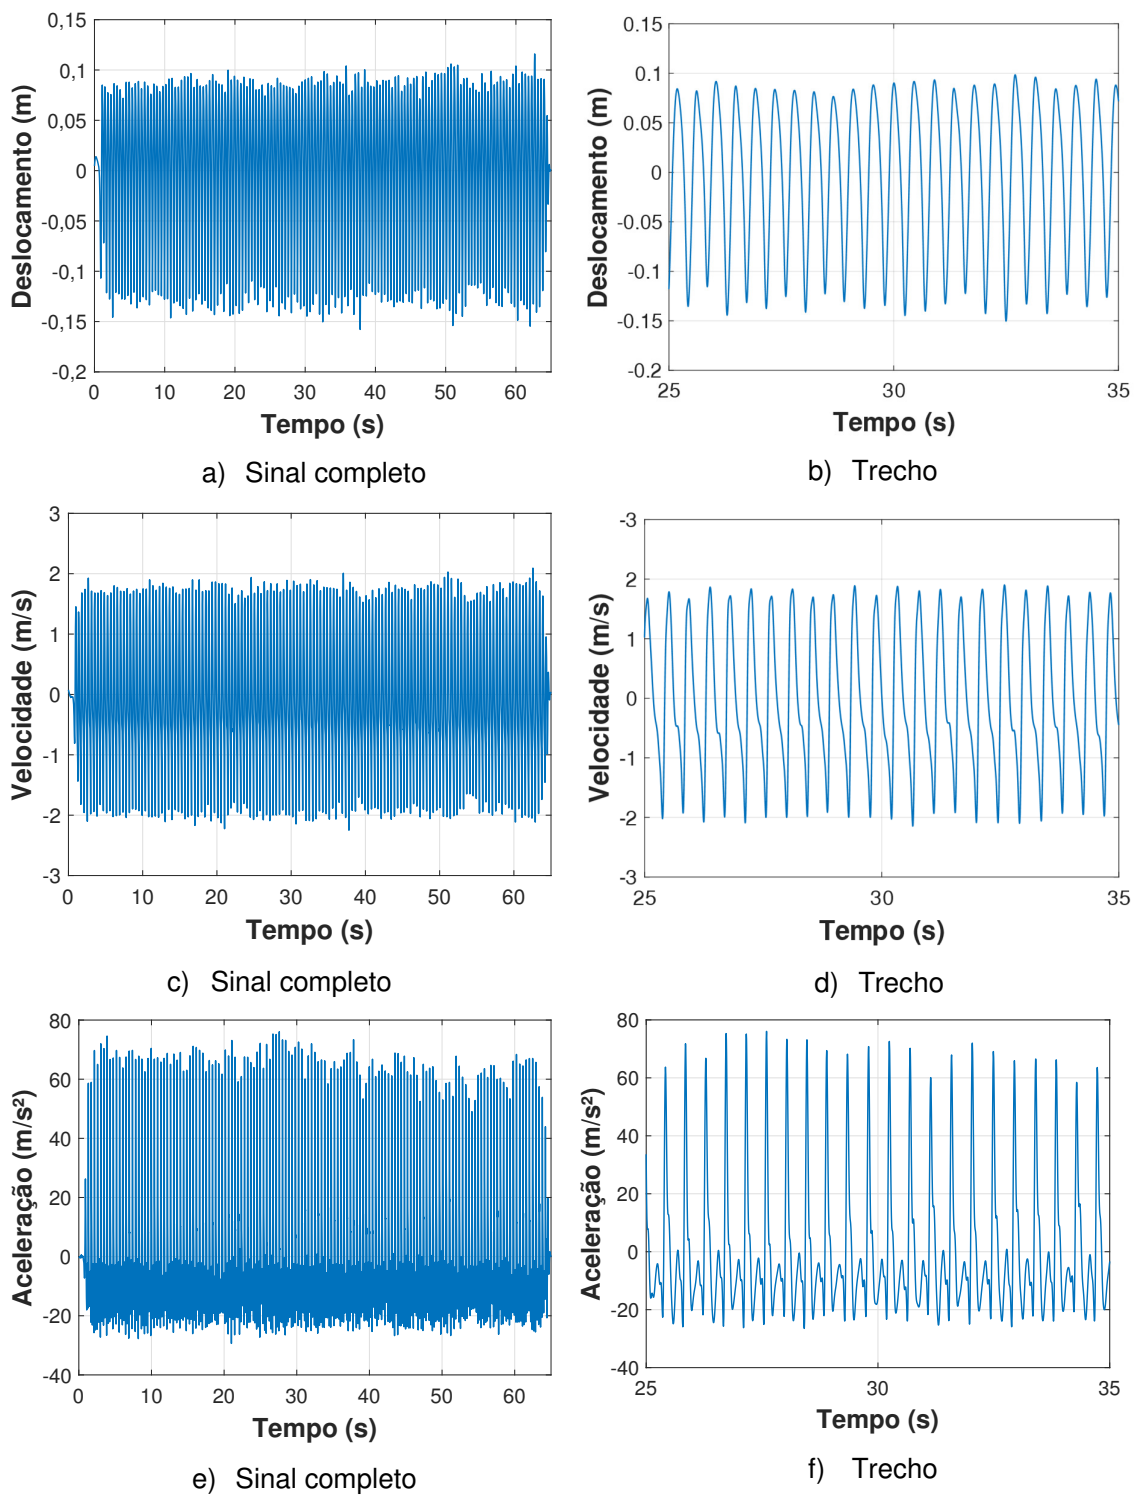 0,15
0,1
0,05
0
-0,05
-0,1
-0,15
-0,2
0 10 20 30 40 50 60
Deslocamento (m)
Tempo (s)
a) Sinal completo
0.15
0.1
0.05
0
-0.05
-0.1
-0.15
-0.2
25 30 35
Deslocamento (m)
Tempo (s)
b) Trecho
3
2
1
0
-1
-2
-3
0 10 20 30 40 50 60
Velocidade (m/s)
Tempo (s)
c) Sinal completo
-3
2
1
0
-1
-2
-3
25 30 35
Velocidade (m/s)
Tempo (s)
d) Trecho
80
60
40
20
0
-20
-40
0 10 20 30 40 50 60
Aceleração (m/s²)
Tempo (s)
e) Sinal completo
80
60
40
20
0
-20
-40
25 30 35
Aceleração (m/s²)
Tempo (s)
f) Trecho